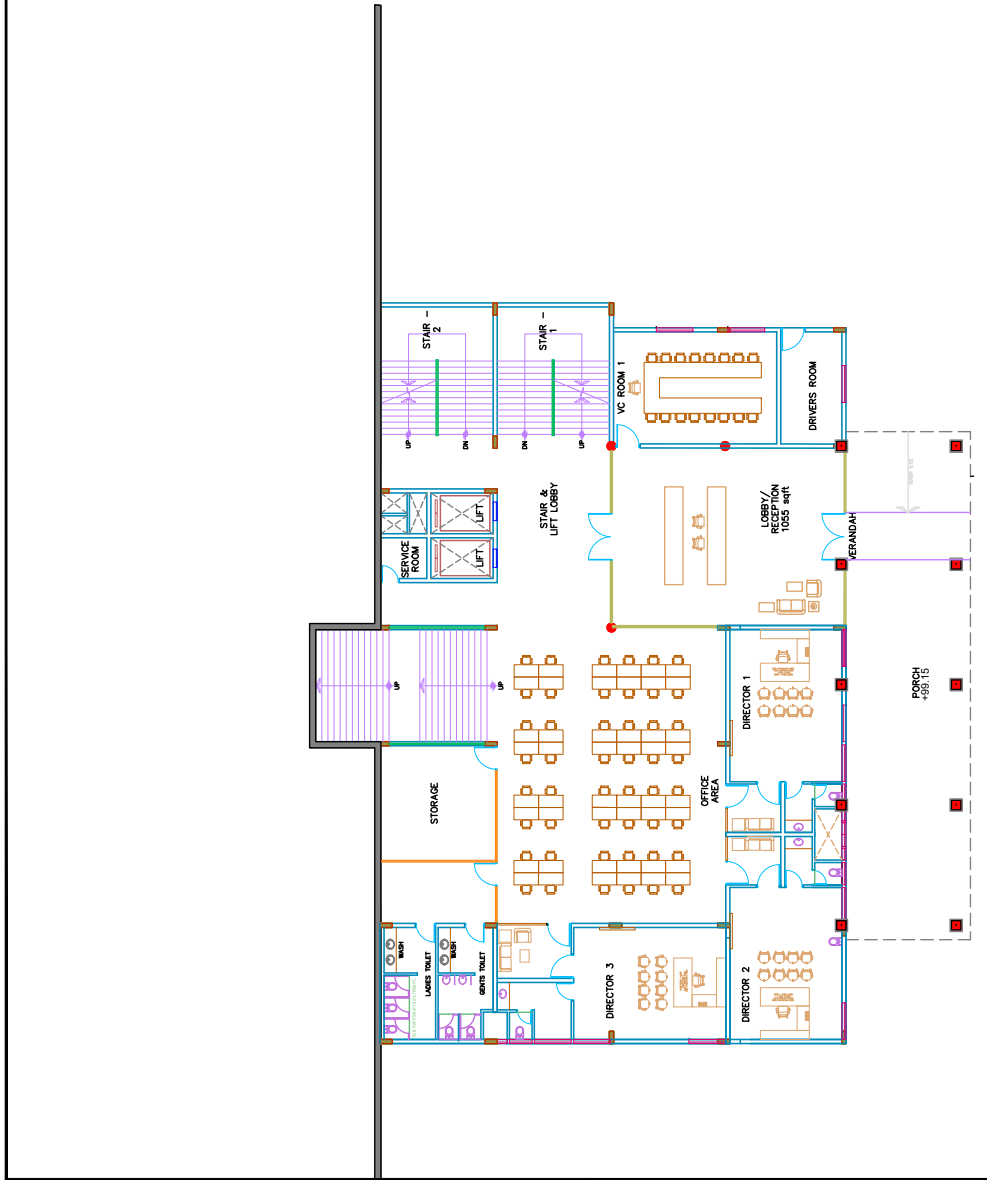 STAIR –
2
STAIR –
1
UP
DN
DN
UP
VC ROOM 1
DRIVERS ROOM
SERVICE
ROOM
LIFT
LIFT
STAIR &
LIFT LOBBY
LOBBY/
RECEPTION
1055 sqft
VERANDAH
UP
UP
STORAGE
OFFICE
AREA
DIRECTOR 1
PORCH
+99.15
WASH
LADIES TOILET
WASH
GENTS TOILET
DIRECTOR 3
DIRECTOR 2